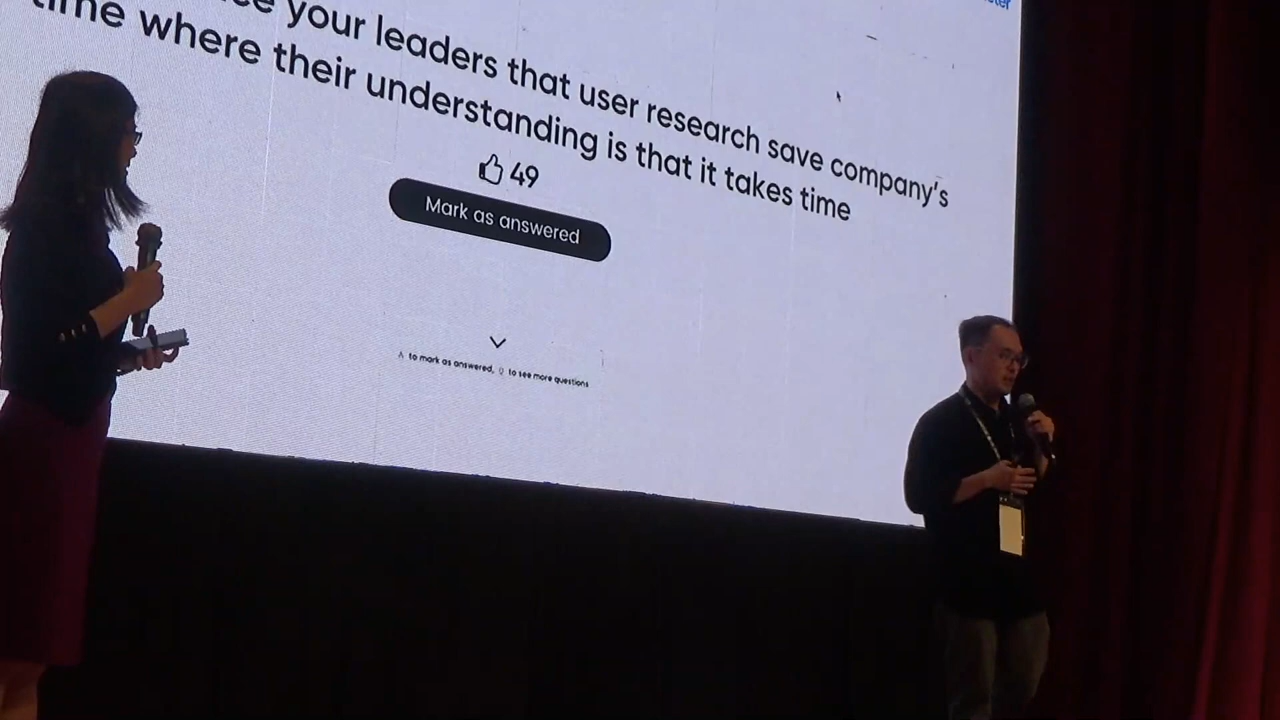 your leaders that user research save company's
time where their understanding is that it takes time
49
Mark as answered
A to mark as answered, Q to see more questions